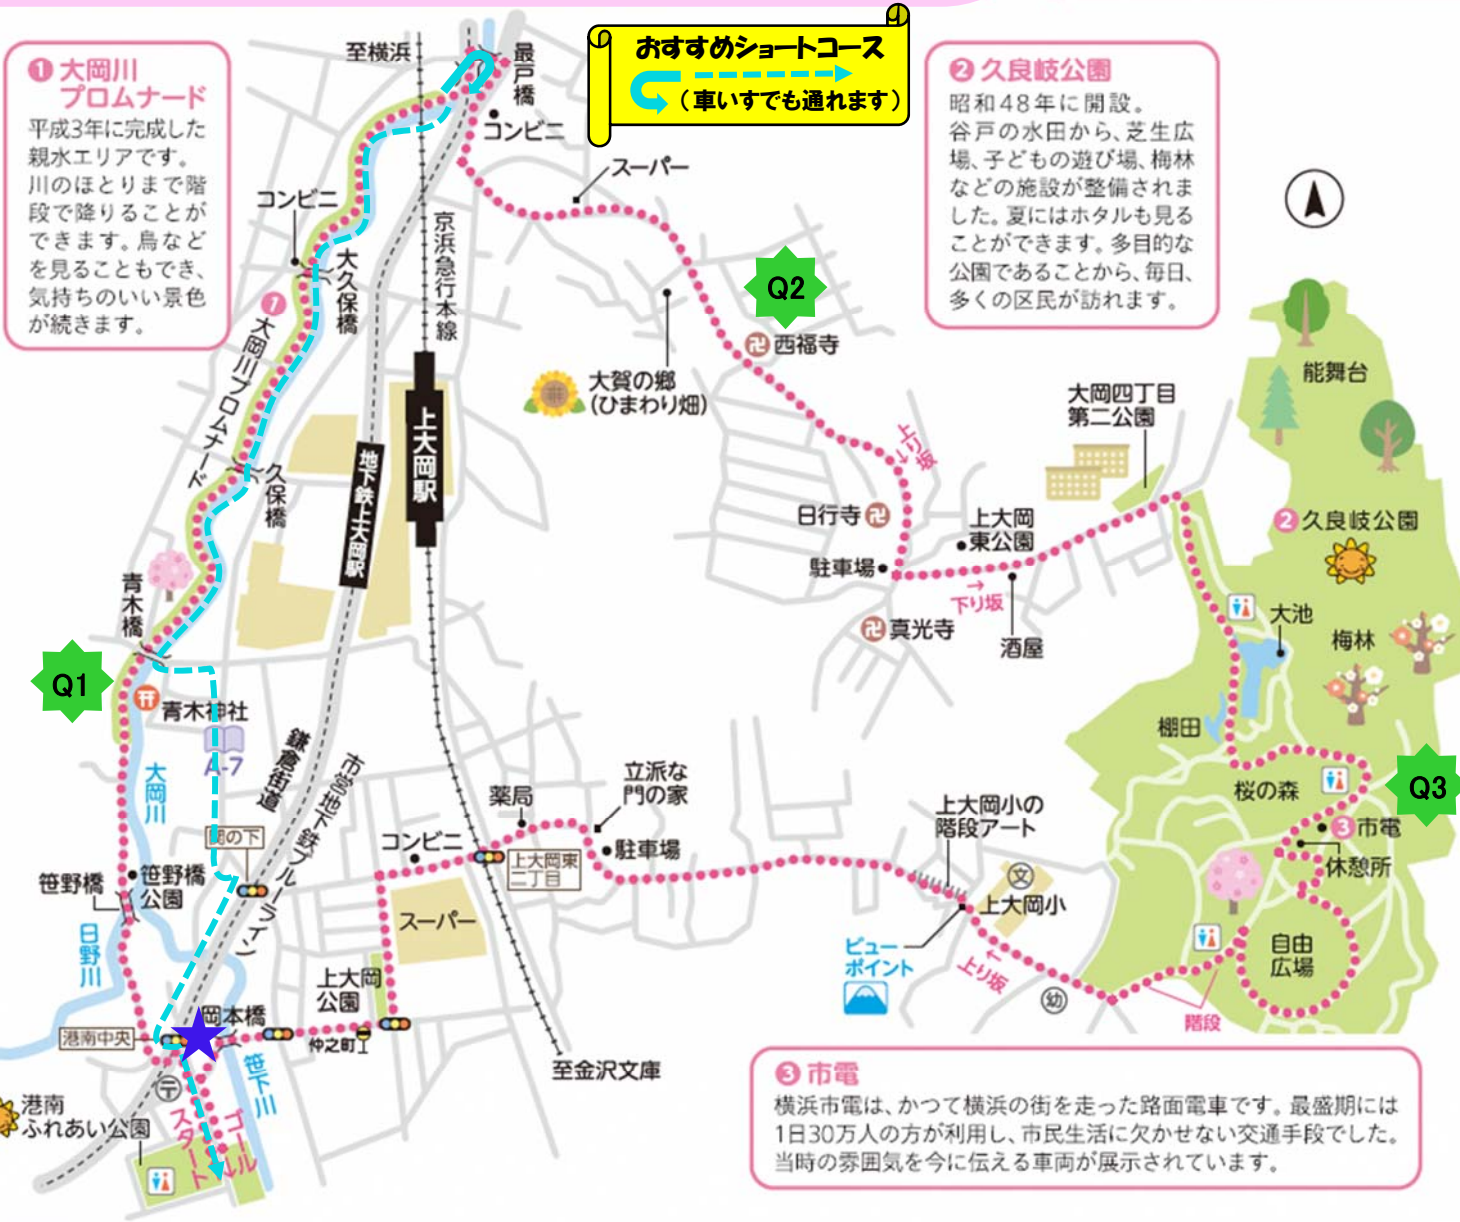 おすすめショートコース
(車いすでも通れます)
❶ 大岡川
プロムナード
平成3年に完成した
親水エリアです。
川のほとりまで階
段で降りることが
できます。鳥など
を見ることもでき、
気持ちのいい景色
が続きます。
❷ 久良岐公園
昭和48年に開設。
谷戸の水田から、芝生広
場、子どもの遊び場、梅林
などの施設が整備されま
した。夏にはホタルも見る
ことができます。多目的な
公園であることから、毎日、
多くの区民が訪れます。
至横浜
最戸橋
コンビニ
スーパー
コンビニ
大久保橋
京浜急行本線
❶ 大岡川プロムナード
Q2
卍 西福寺
大賀の郷
(ひまわり畑)
上大岡駅
地下鉄上大岡駅
久保橋
上り坂
→
大岡四丁目
第二公園
能舞台
日行寺 卍
上大岡
東公園
駐車場
→
下り坂
酒屋
卍 真光寺
❷ 久良岐公園
大池
梅林
棚田
青木橋
Q1
青木神社
A-7
大岡川
鎌倉街道
市営地下鉄ブルーライン
関の下
笹野橋
笹野橋
公園
日野川
コンビニ
薬局
立派な
門の家
上大岡東
二丁目
駐車場
スーパー
上大岡
公園
仲之町
上大岡小の
階段アート
文
上大岡小
ビュー
ポイント
←
上り坂
幼
階段
桜の森
Q3
❸ 市電
休憩所
自由
広場
港南中央
岡本橋
〒
笹下川
港南
ふれあい公園
スタート
ゴール
→
至金沢文庫
❸ 市電
横浜市電は、かつて横浜の街を走った路面電車です。最盛期には
1日30万人の方が利用し、市民生活に欠かせない交通手段でした。
当時の雰囲気を今に伝える車両が展示されています。